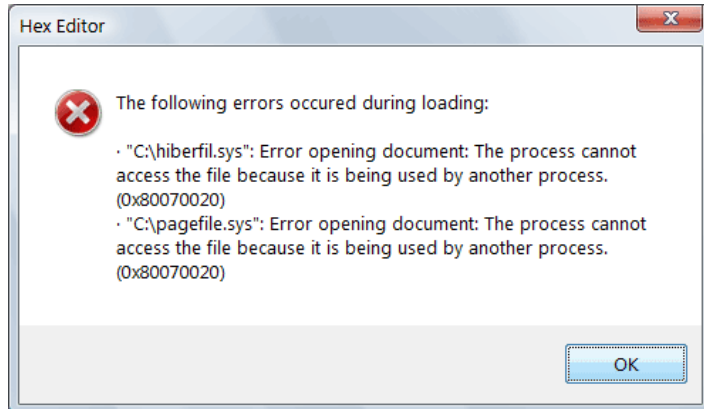 Hex Editor
The following errors occured during loading:
· "C:\hiberfil.sys": Error opening document: The process cannot
access the file because it is being used by another process.
(0x80070020)
· "C:\pagefile.sys": Error opening document: The process cannot
access the file because it is being used by another process.
(0x80070020)
OK